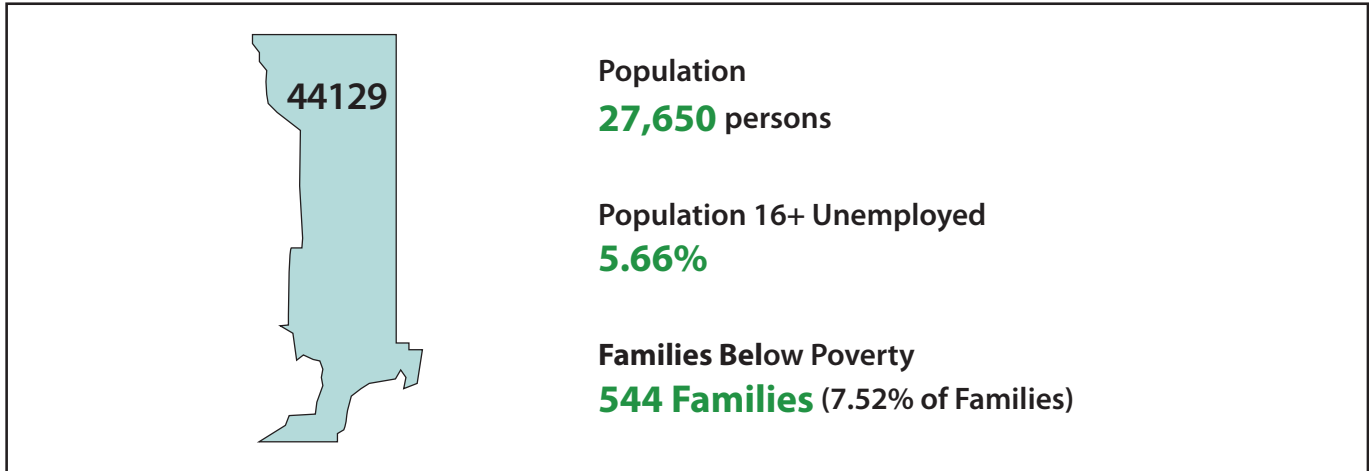 44129
Population
27,650 persons
Population 16+ Unemployed
5.66%
Families Below Poverty
544 Families (7.52% of Families)